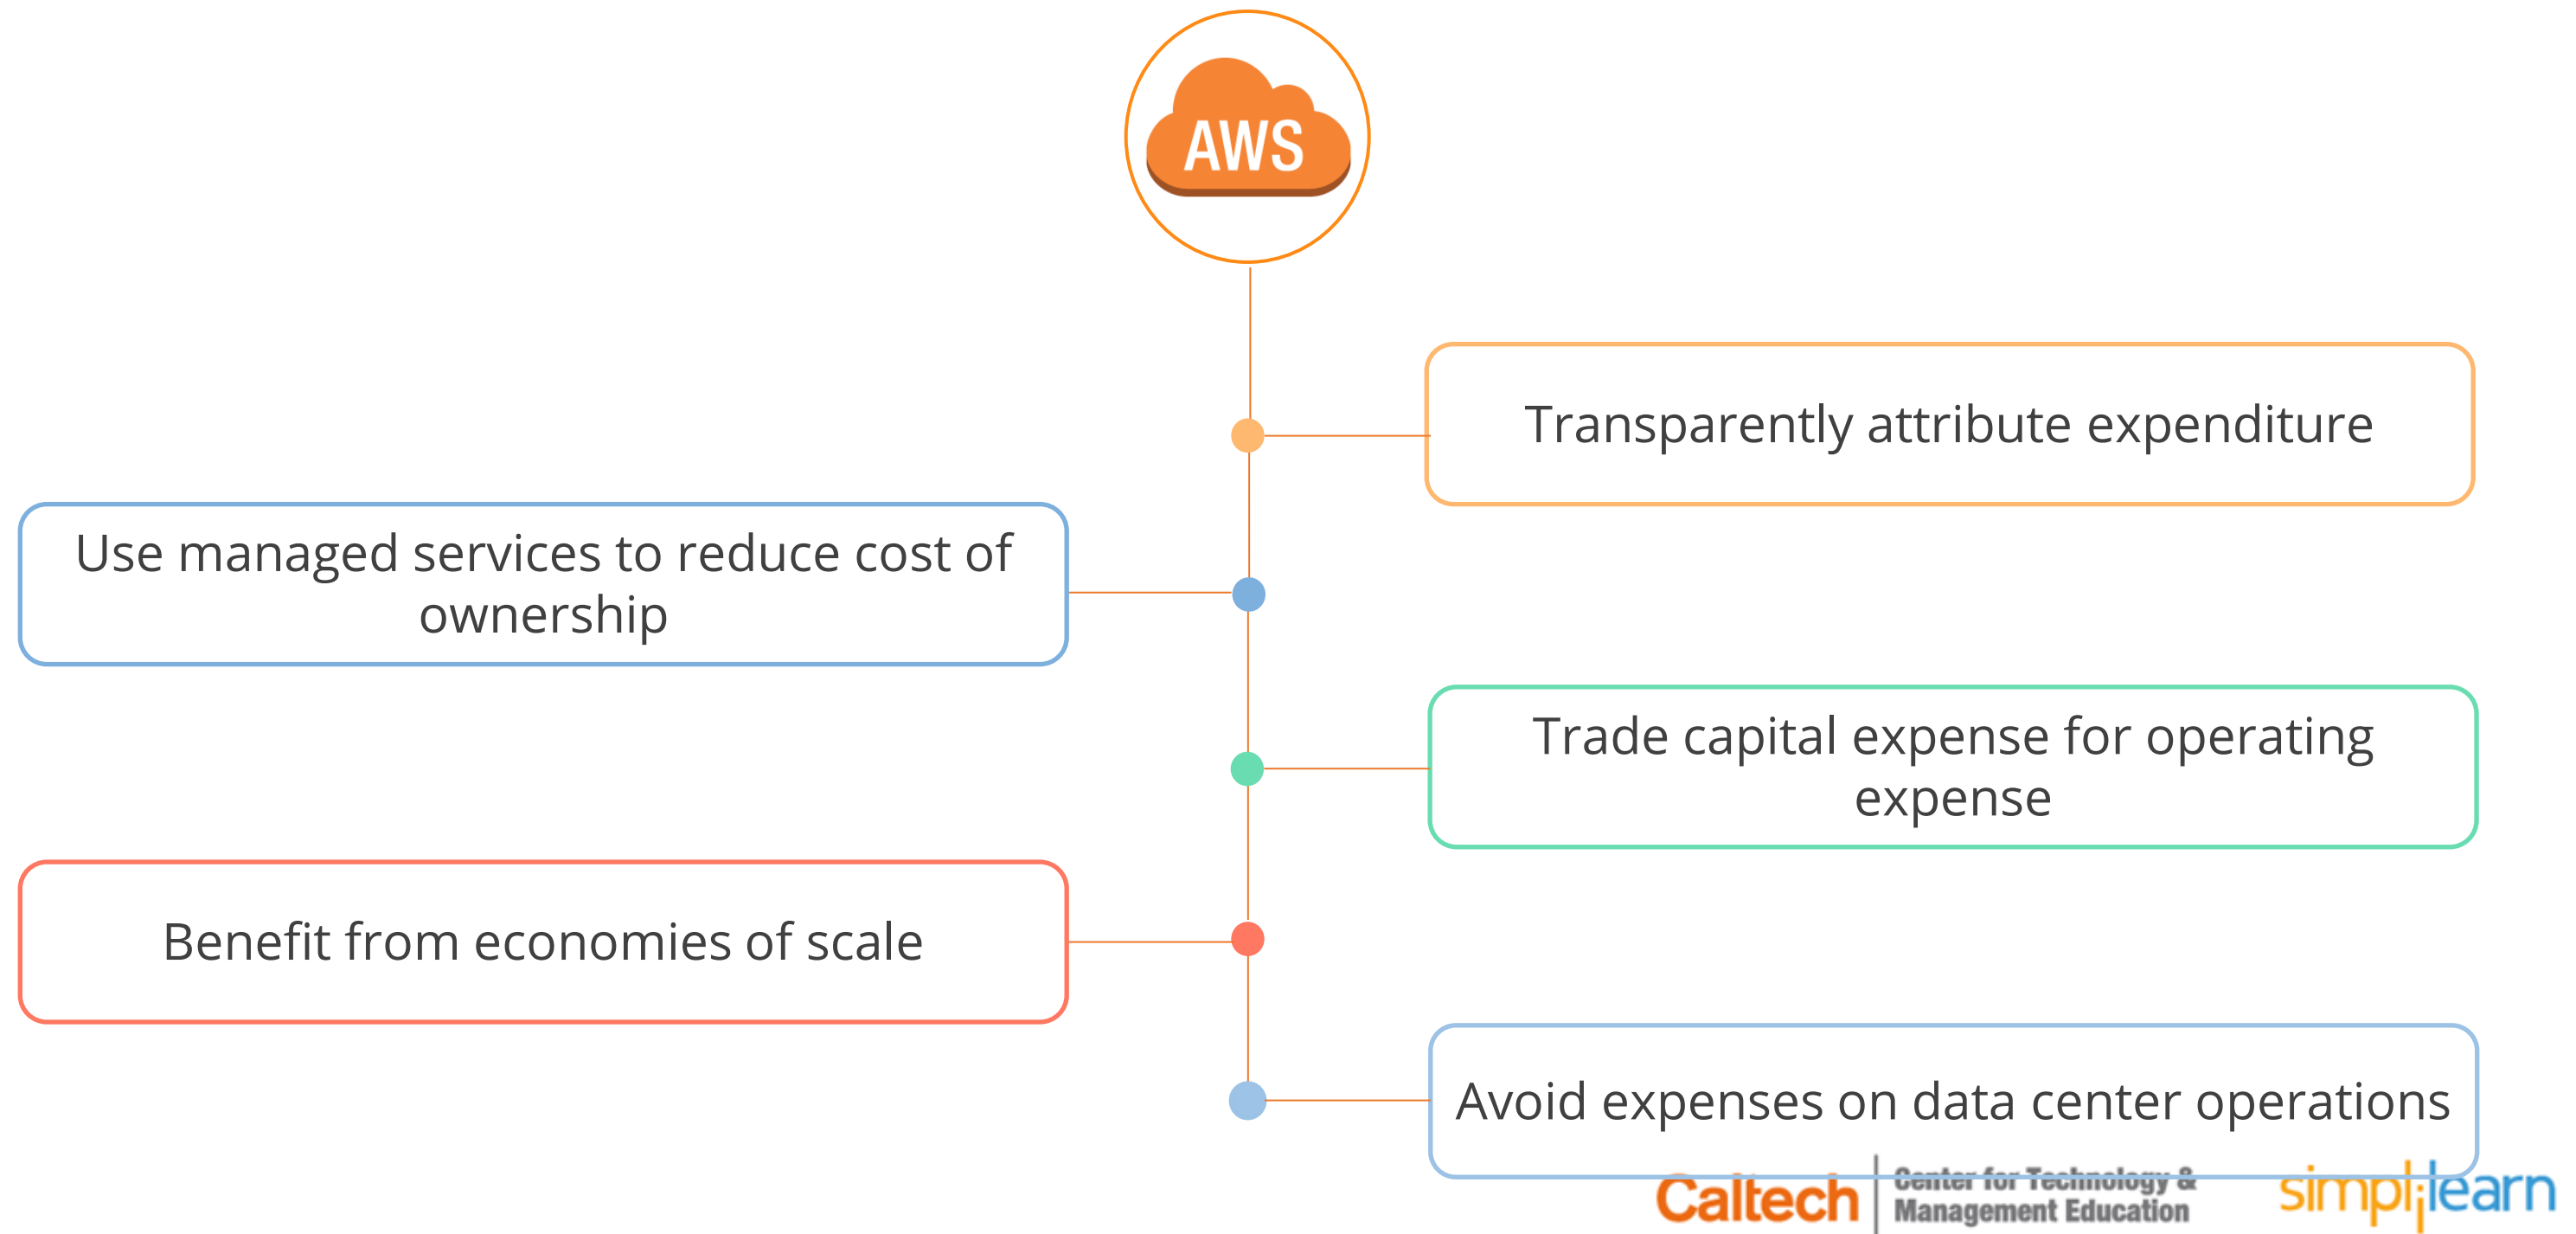 AWS
Transparently attribute expenditure
Use managed services to reduce cost of
ownership
Trade capital expense for operating
expense
Benefit from economies of scale
Avoid expenses on data center operations
Caltech
Center for Technology &
Management Education
simplilearn